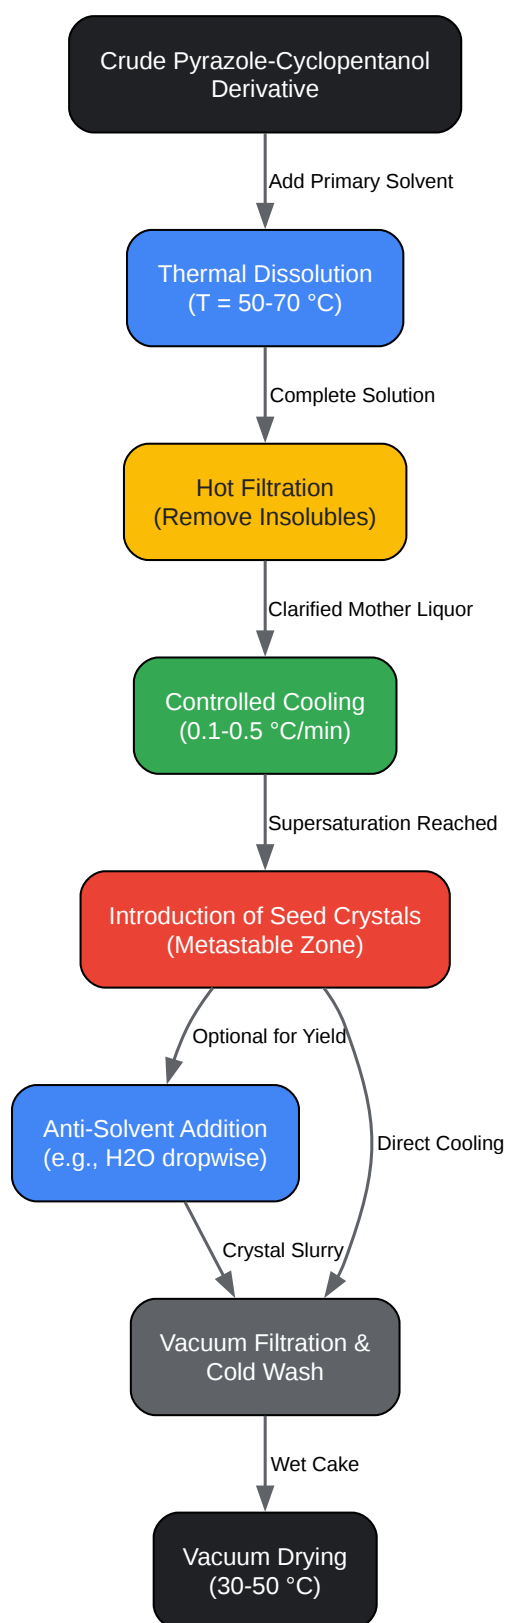 Crude Pyrazole-Cyclopentanol
Derivative
Add Primary Solvent
Thermal Dissolution
(T = 50-70 °C)
Complete Solution
Hot Filtration
(Remove Insolubles)
Clarified Mother Liquor
Controlled Cooling
(0.1-0.5 °C/min)
Supersaturation Reached
Introduction of Seed Crystals
(Metastable Zone)
Optional for Yield
Anti-Solvent Addition
(e.g., H2O dropwise)
Direct Cooling
Crystal Slurry
Vacuum Filtration &
Cold Wash
Wet Cake
Vacuum Drying
(30-50 °C)